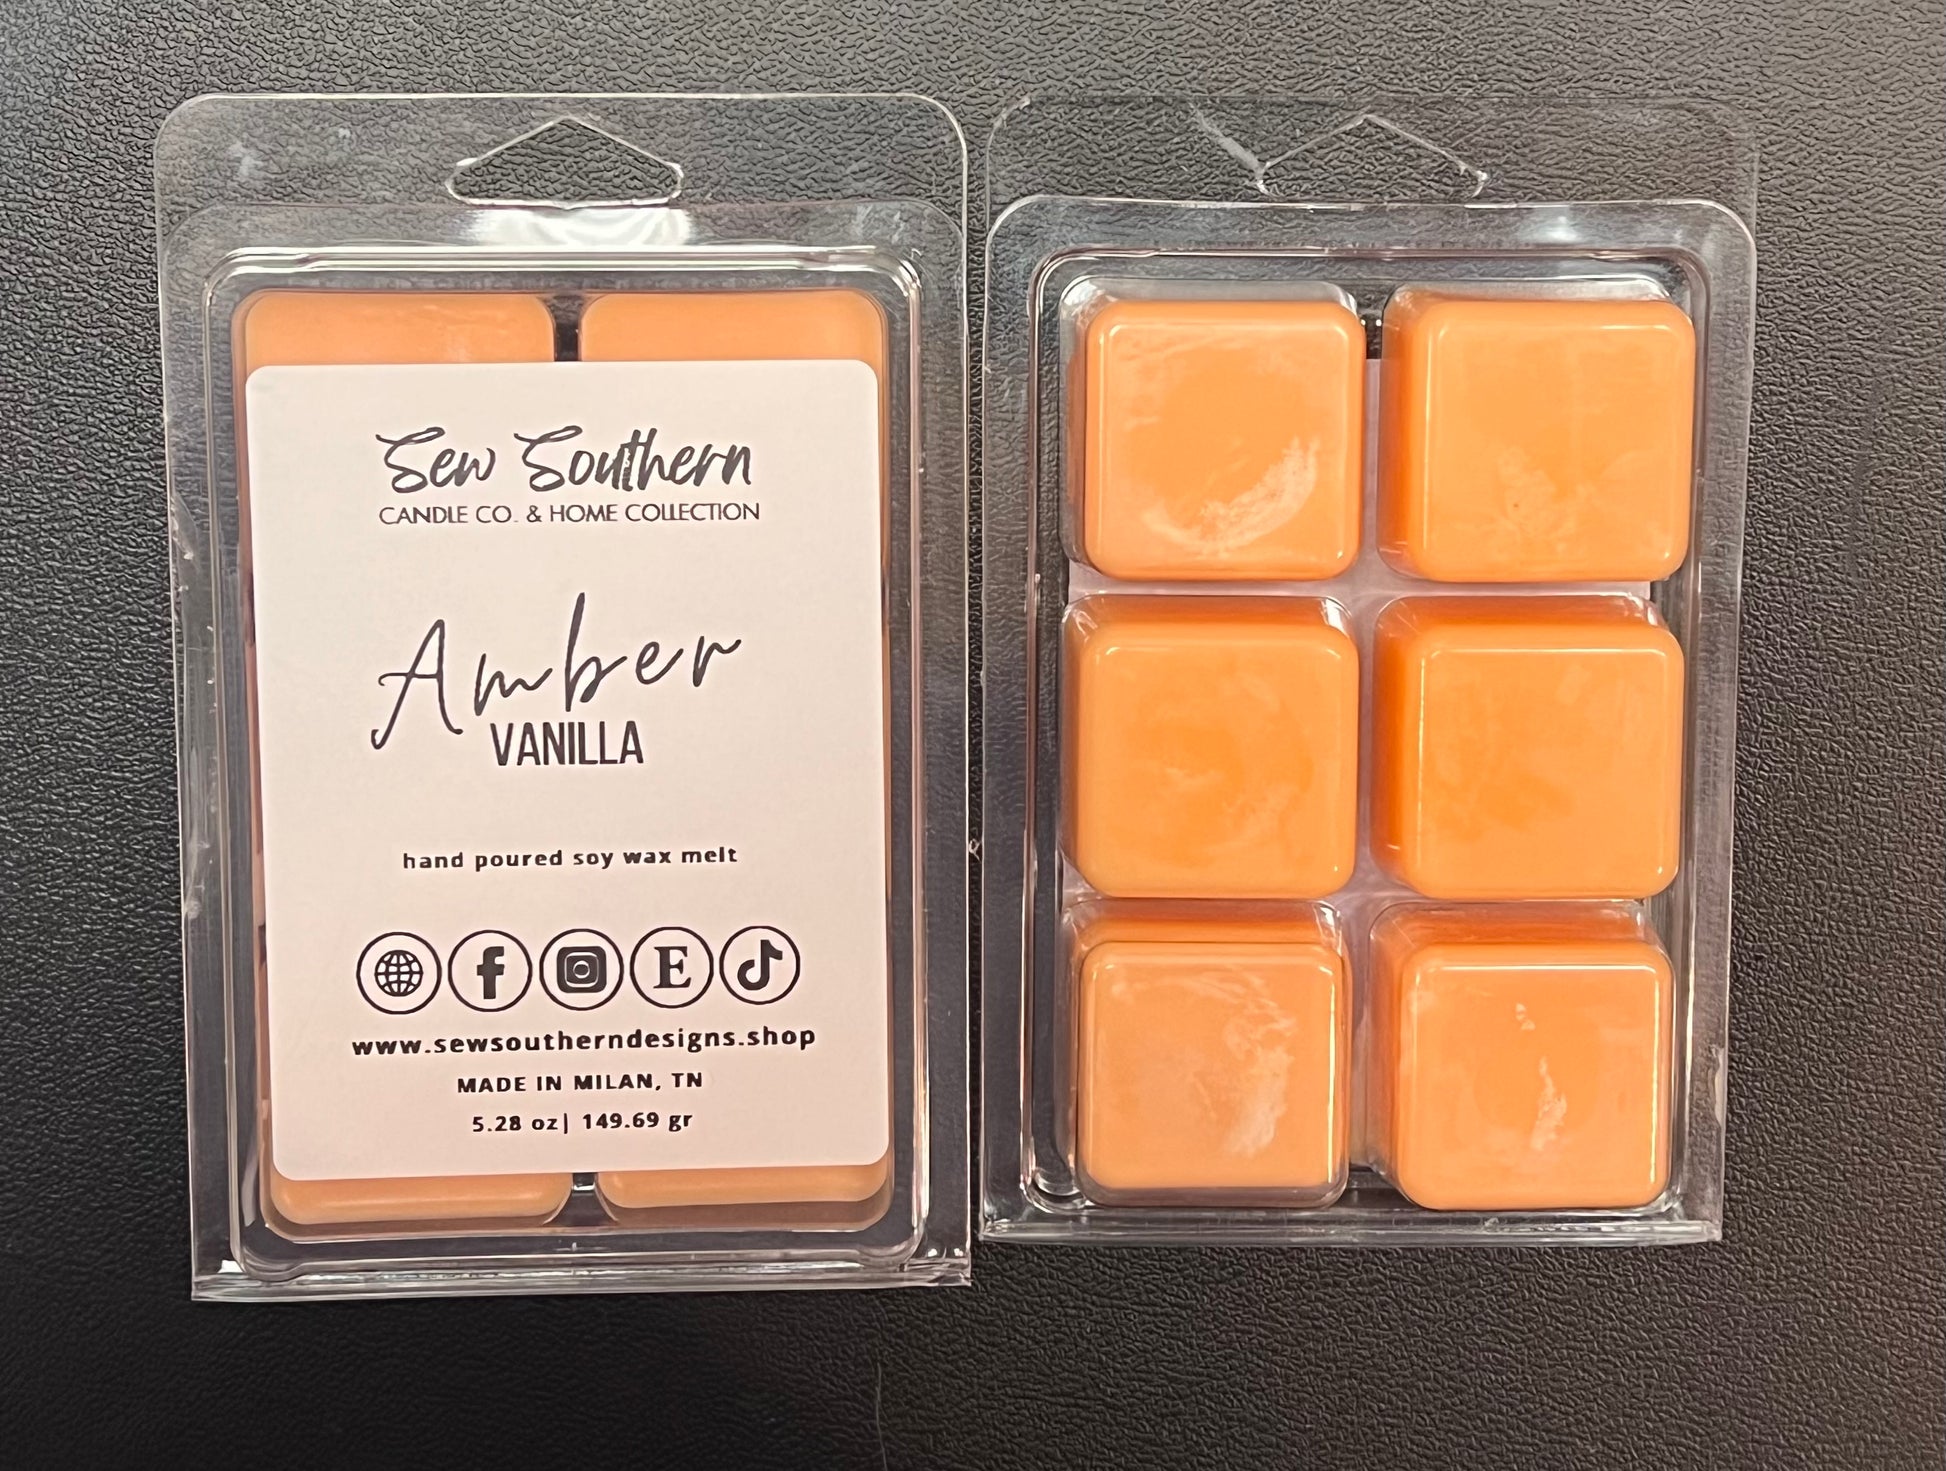 Sew Southern
CANDLE CO. & HOME COLLECTION
Amber
VANILLA
hand poured soy wax melt
E
www.sewsoutherndesigns.shop
MADE IN MILAN, TN
5.28 oz| 149.69 gr